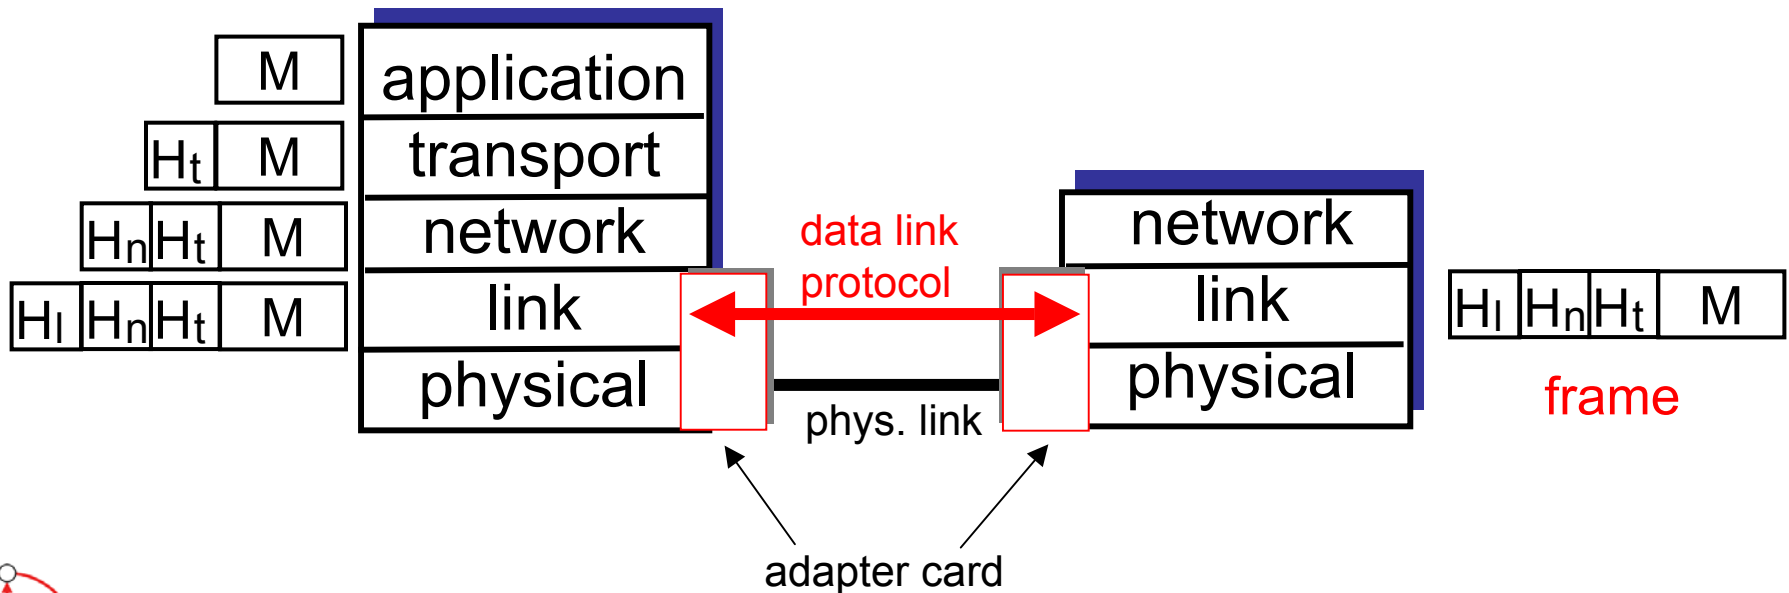 M application
Ht M transport
Hn Ht M network
Hl Hn Ht M link
physical
data link
protocol
phys. link
adapter card
network
link
physical
Hl Hn Ht M
frame